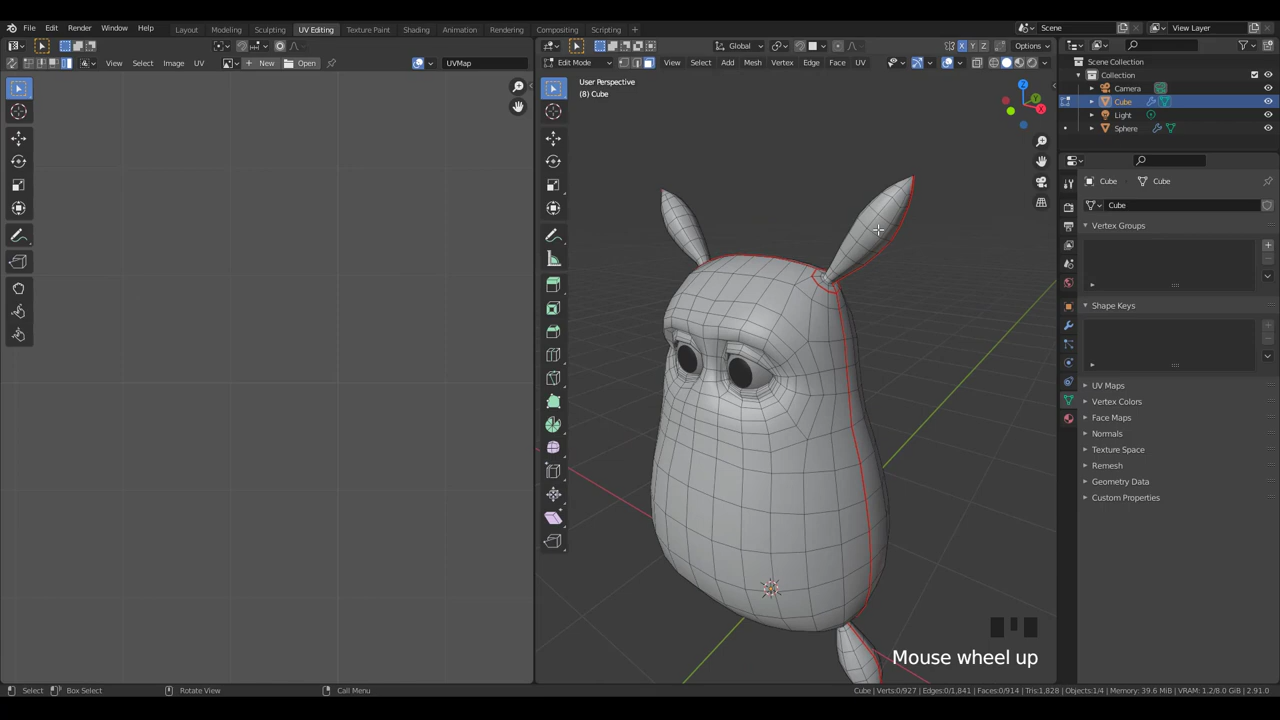 File Edit Render Window Help Layout Modeling Sculpting UV Editing Texture Paint Shading Animation Rendering Compositing Scripting + Scene View Layer
Global Options
View Select Image UV New Open UVMap
Edit Mode View Select Add Mesh Vertex Edge Face UV
X Y Z
User Perspective
(8) Cube
Z
Y
X
Scene Collection
Collection
Camera
Cube
Light
Sphere
Cube Cube
Cube
Vertex Groups
Shape Keys
UV Maps
Vertex Colors
Face Maps
Normals
Texture Space
Remesh
Geometry Data
Custom Properties
Mouse wheel up
Select Box Select Rotate View Call Menu Cube | Verts:0/927 | Edges:0/1,841 | Faces:0/914 | Tris:1,828 | Objects:1/4 | Memory: 39.6 MiB | VRAM: 1.2/8.0 GiB | 2.91.0